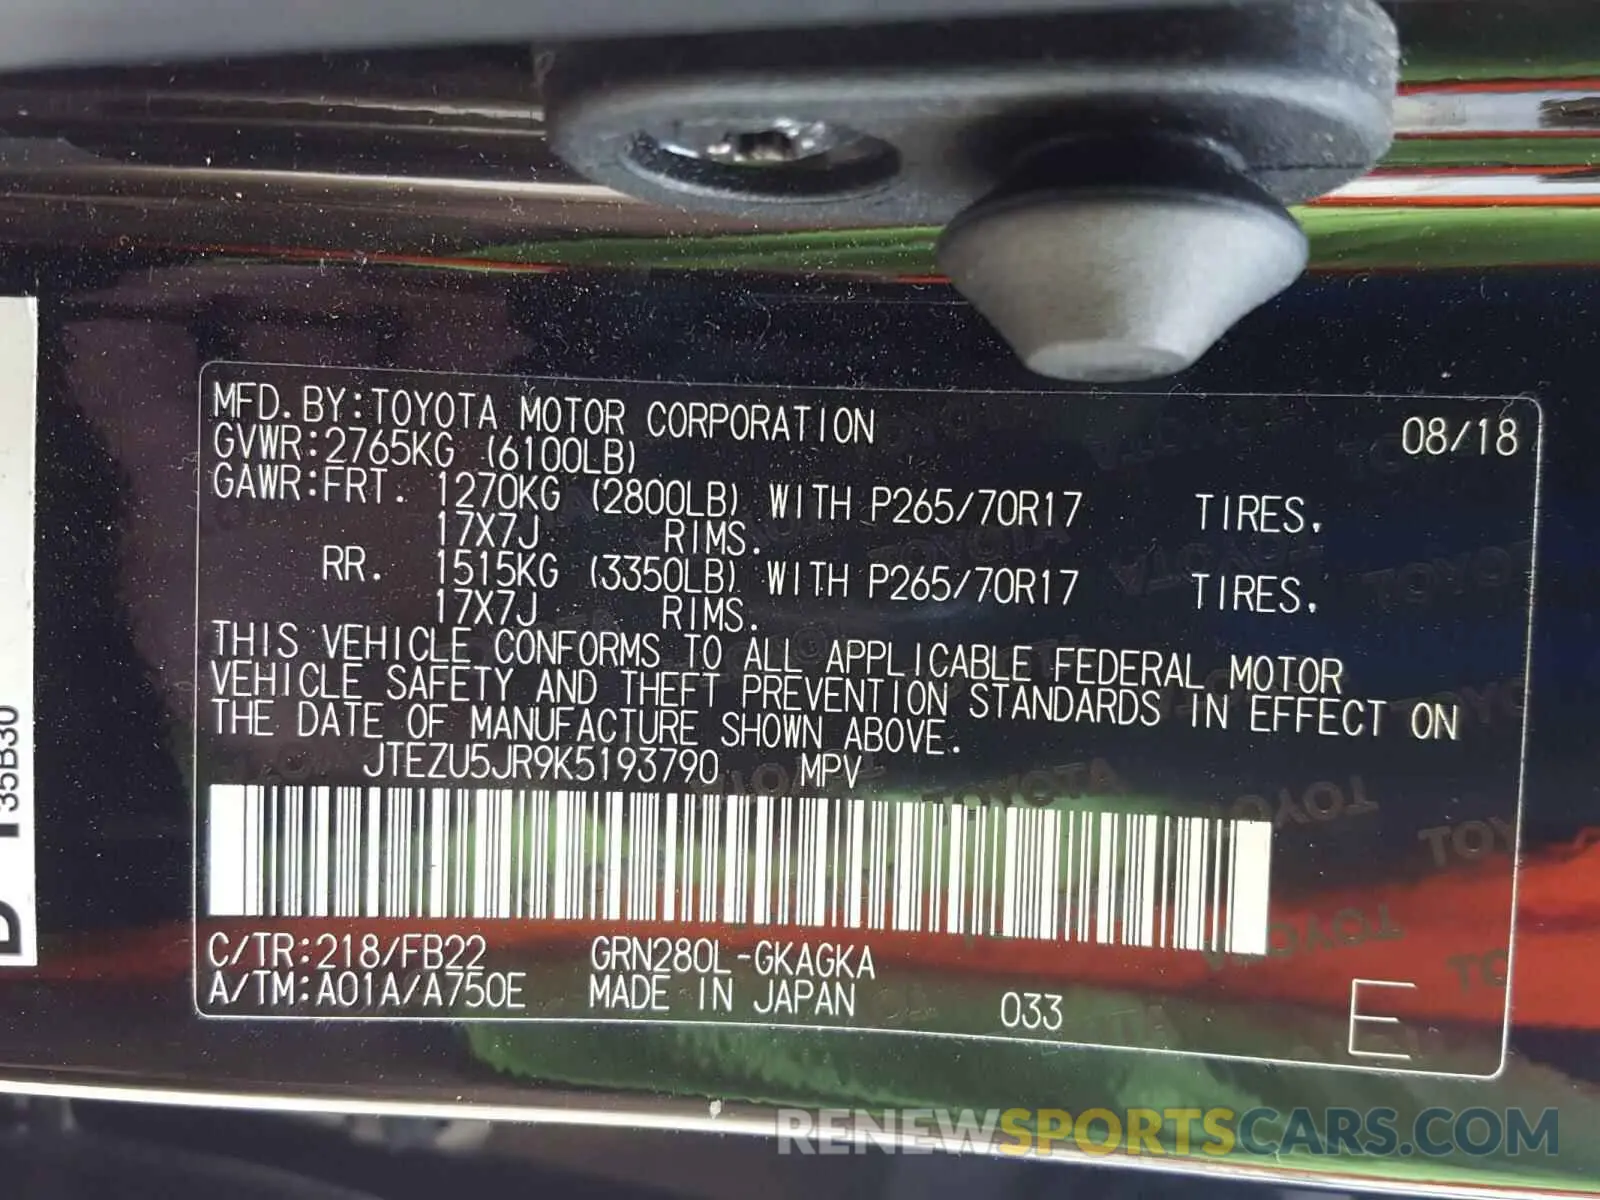 MFD.BY:TOYOTA MOTOR CORPORATION 08/18
GVWR:2765KG (6100LB)
GAWR:FRT. 1270KG (2800LB) WITH P265/70R17 TIRES.
17X7J RIMS.
RR. 1515KG (3350LB) WITH P265/70R17 TIRES.
17X7J RIMS.
THIS VEHICLE CONFORMS TO ALL APPLICABLE FEDERAL MOTOR
VEHICLE SAFETY AND THEFT PREVENTION STANDARDS IN EFFECT ON
THE DATE OF MANUFACTURE SHOWN ABOVE.
JTEZU5JR9K5193790 MPV
C/TR:218/FB22 GRN280L-GKAGKA
A/TM:A01A/A750E MADE IN JAPAN 033 E
RENEWSPORTSCARS.COM